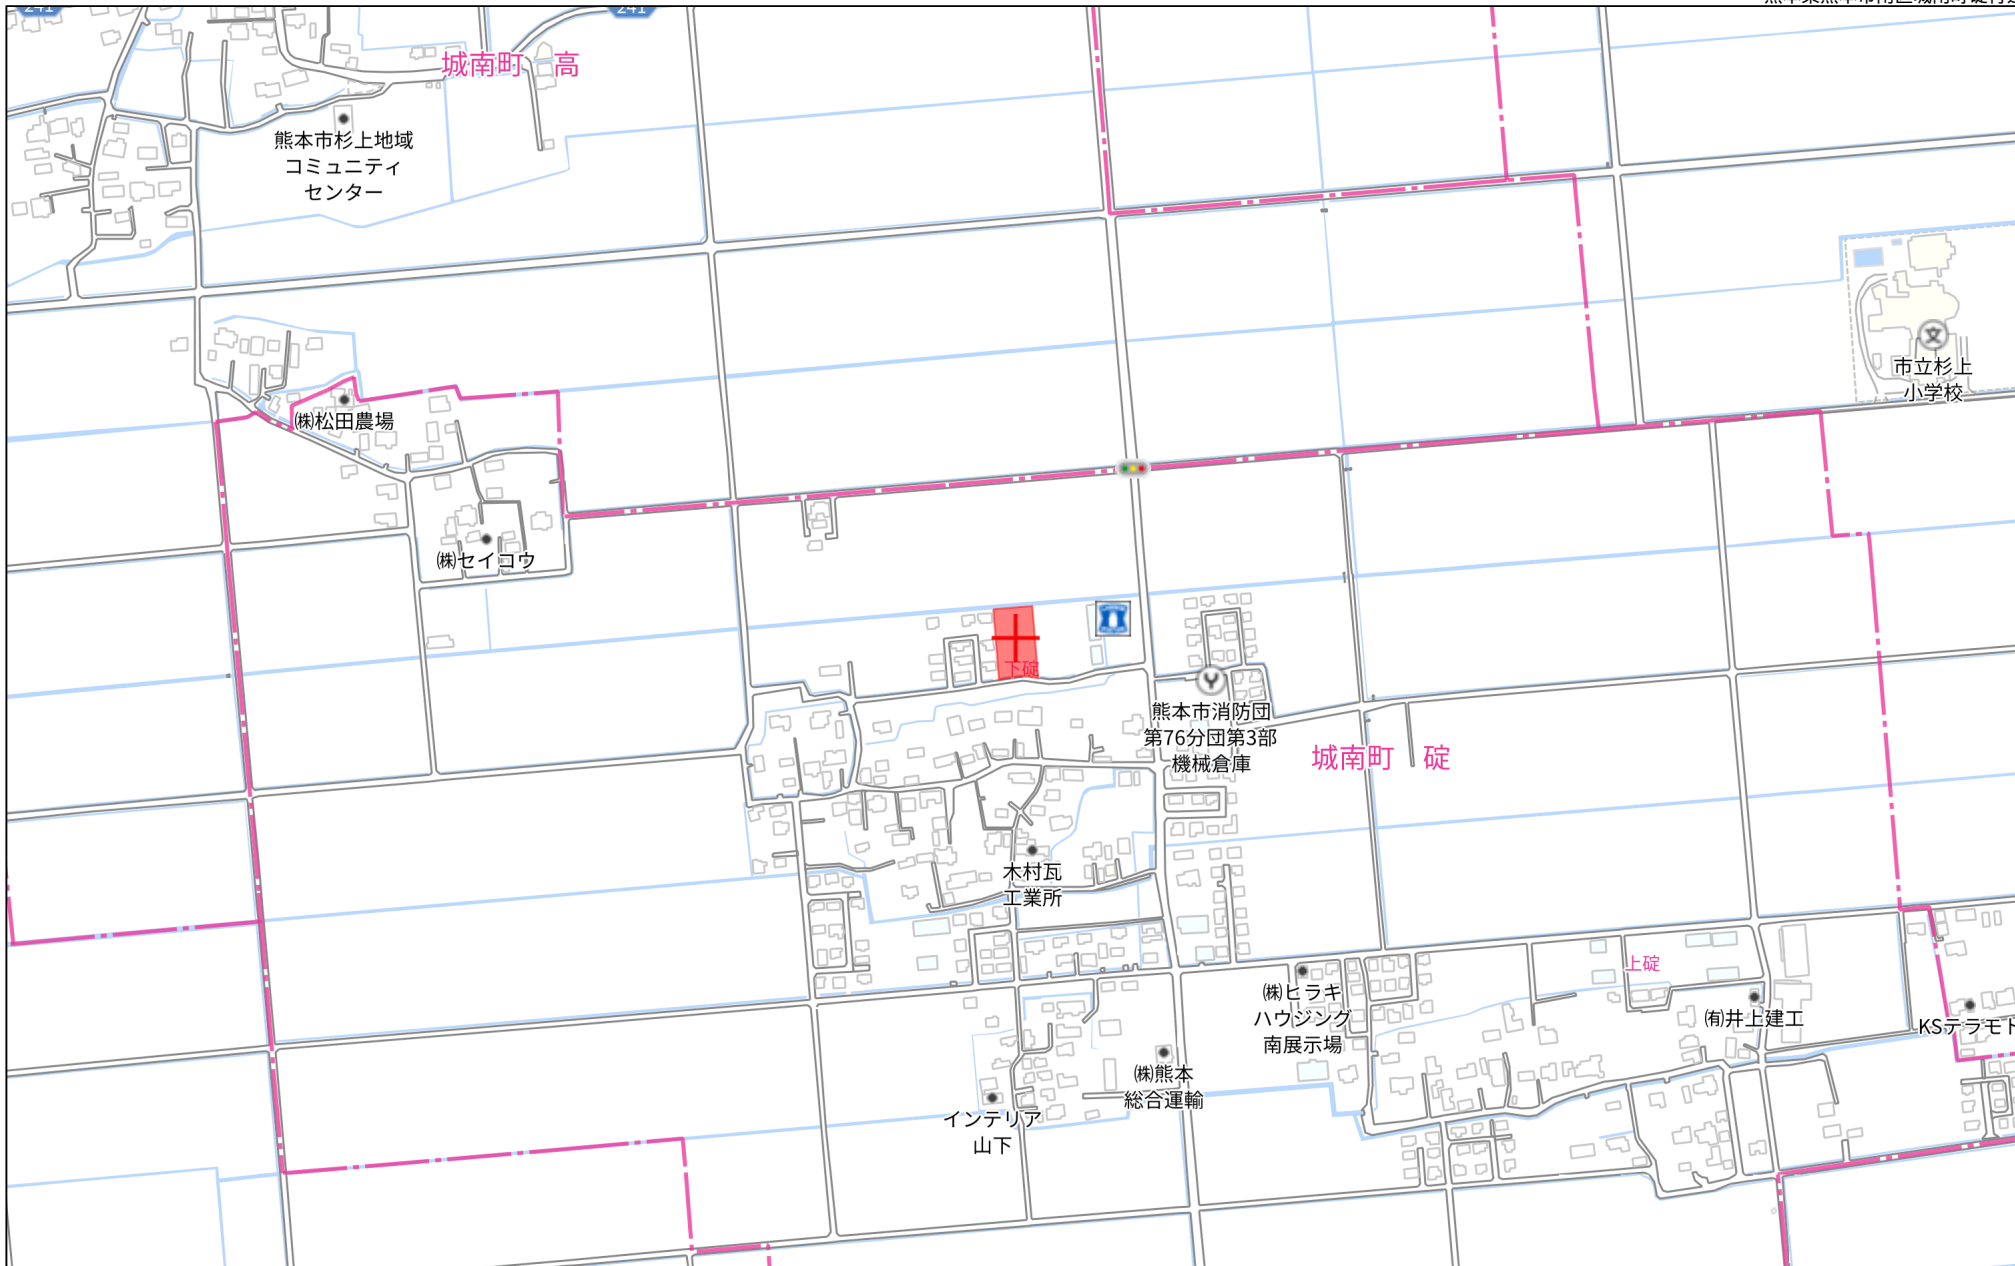 241
241
城南町　高
熊本市杉上地域
コミュニティ
センター
市立杉上
小学校
㈱松田農場
㈱セイコウ
下碇
熊本市消防団
第76分団第3部
機械倉庫
城南町　碇
木村瓦
工業所
上碇
㈱ヒラキ
ハウジング
南展示場
㈲井上建工
KSテラモト
㈱熊本
総合運輸
インテリア
山下